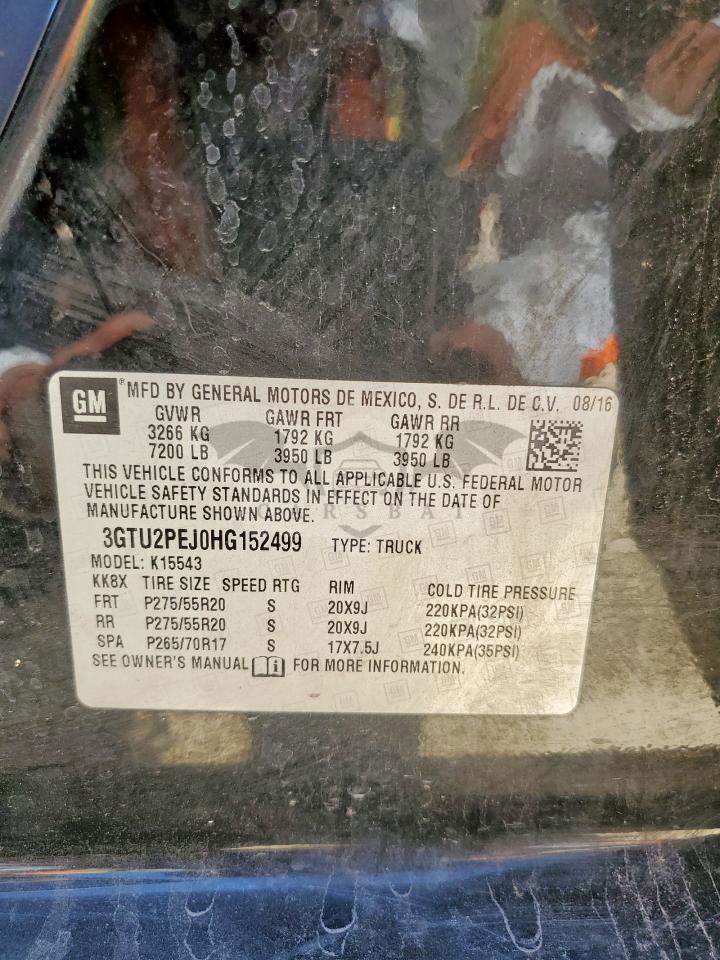 GM
® MFD BY GENERAL MOTORS DE MEXICO, S. DE R.L. DE C.V. 08/16
GVWR GAWR FRT GAWR RR
3266 KG 1792 KG 1792 KG
7200 LB 3950 LB 3950 LB
THIS VEHICLE CONFORMS TO ALL APPLICABLE U.S. FEDERAL MOTOR
VEHICLE SAFETY STANDARDS IN EFFECT ON THE DATE OF
MANUFACTURE SHOWN ABOVE.
3GTU2PEJ0HG152499 TYPE: TRUCK
MODEL: K15543
KK8X TIRE SIZE SPEED RTG RIM COLD TIRE PRESSURE
FRT P275/55R20 S 20X9J 220KPA(32PSI)
RR P275/55R20 S 20X9J 220KPA(32PSI)
SPA P265/70R17 S 17X7.5J 240KPA(35PSI)
SEE OWNER'S MANUAL FOR MORE INFORMATION.